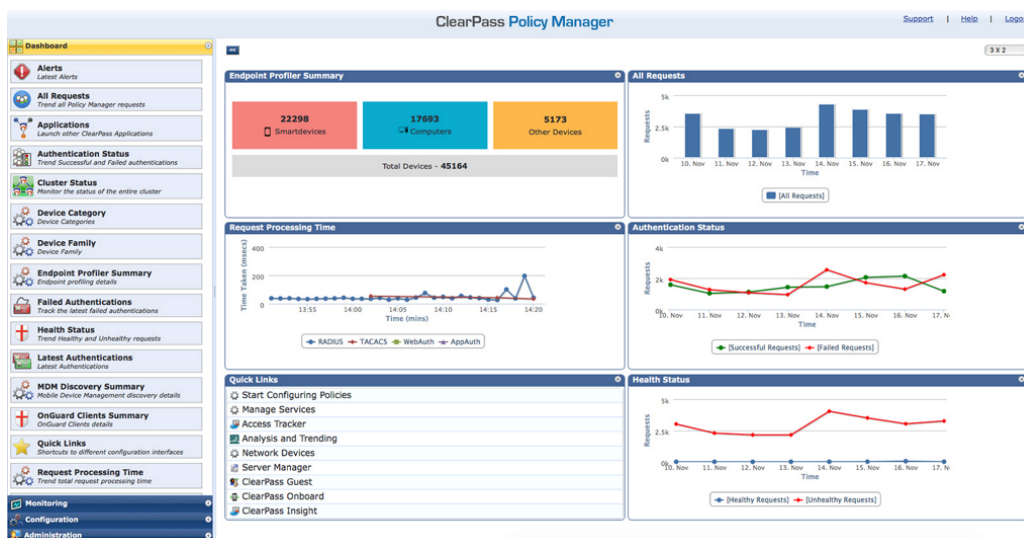 ClearPass Policy Manager
Support | Help | Logo
Dashboard
3 X 2
Alerts
Latest Alerts
All Requests
Trend all Policy Manager requests
Applications
Launch other ClearPass Applications
Authentication Status
Trend Successful and Failed authentications
Cluster Status
Monitor the status of the entire cluster
Device Category
Device Categories
Device Family
Device Family
Endpoint Profiler Summary
Endpoint profiling details
Failed Authentications
Track the latest failed authentications
Health Status
Trend Healthy and Unhealthy requests
Latest Authentications
Latest Authentications
MDM Discovery Summary
Mobile Device Management discovery details
OnGuard Clients Summary
OnGuard Clients details
Quick Links
Shortcuts to different configuration interfaces
Request Processing Time
Trend total request processing time
Monitoring
Configuration
Administration
Endpoint Profiler Summary
22298
Smartdevices
17693
Computers
5173
Other Devices
Total Devices - 45164
All Requests
Requests
5k
2.5k
0k
10. Nov 11. Nov 12. Nov 13. Nov 14. Nov 15. Nov 16. Nov 17. Nov
Time
[All Requests]
Request Processing Time
Time Taken (msecs)
400
200
0
13:55 14:00 14:05 14:10 14:15 14:20
Time (mins)
RADIUS TACACS WebAuth AppAuth
Authentication Status
Requests
4k
2k
0k
10. Nov 11. Nov 12. Nov 13. Nov 14. Nov 15. Nov 16. Nov 17. N
Time
[Successful Requests] [Failed Requests]
Quick Links
Start Configuring Policies
Manage Services
Access Tracker
Analysis and Trending
Network Devices
Server Manager
ClearPass Guest
ClearPass Onboard
ClearPass Insight
Health Status
Requests
5k
2.5k
0k
10. Nov 11. Nov 12. Nov 13. Nov 14. Nov 15. Nov 16. Nov 17. N
Time
[Healthy Requests] [Unhealthy Requests]